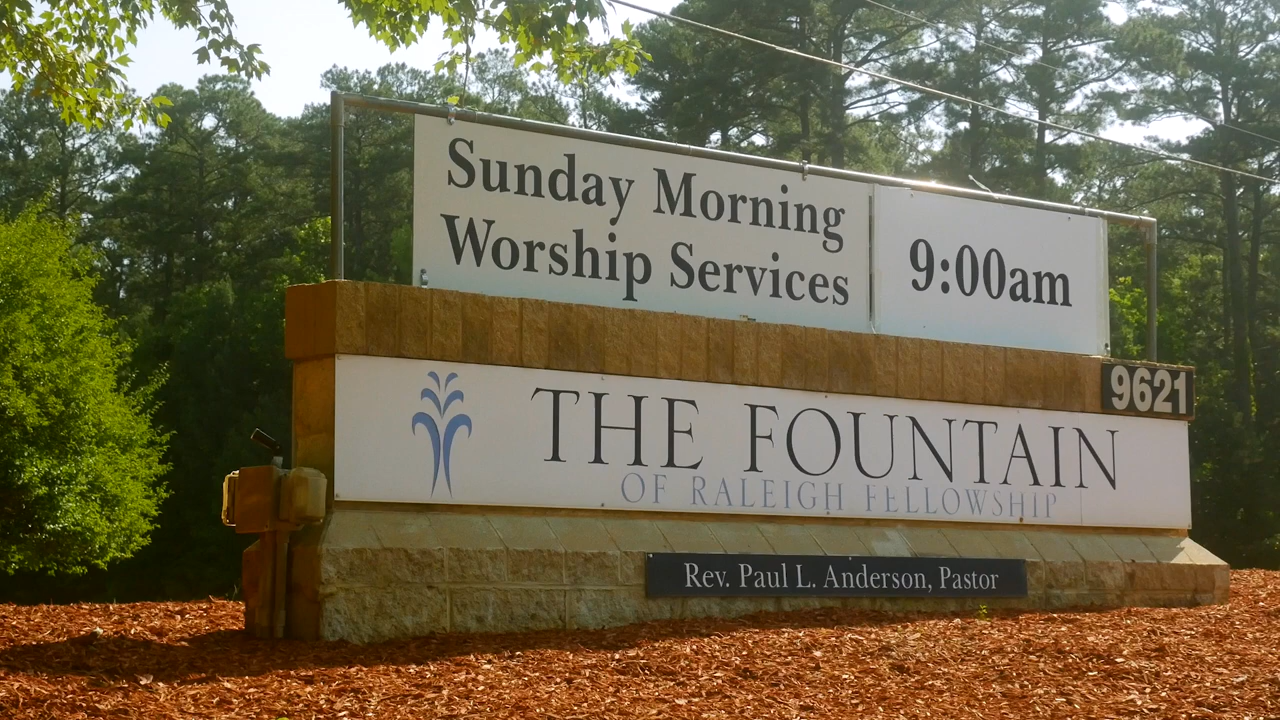 Sunday Morning
Worship Services
9:00am
9621
THE FOUNTAIN
OF RALEIGH FELLOWSHIP
Rev. Paul L. Anderson, Pastor